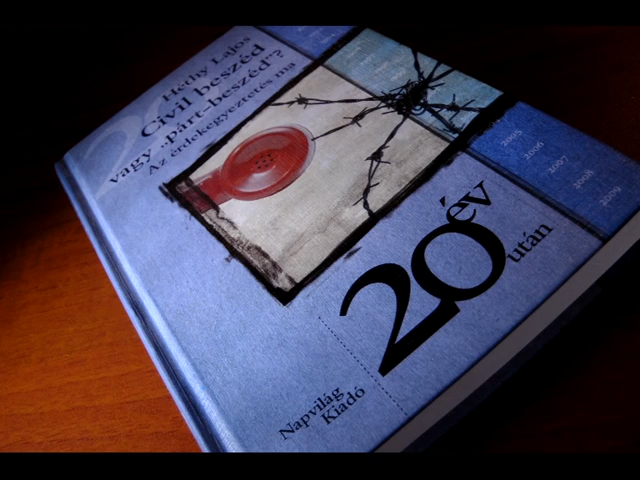 Héthy Lajos
Civil beszéd
vagy „párt-beszéd”?
Az érdekegyeztetés ma
2005
2006
2007
2008
2009
20 év
után
Napvilág
Kiadó